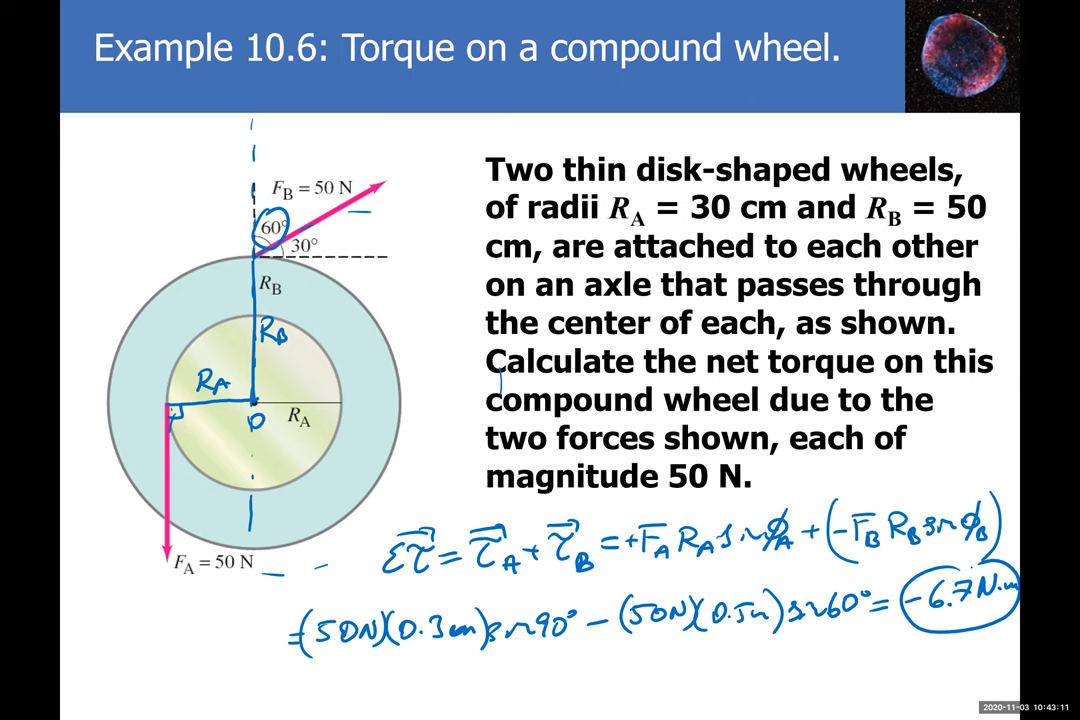 Example 10.6: Torque on a compound wheel.
F_B = 50 N
60°
30°
R_B
R_B
R_A
R_A
O
F_A = 50 N
Two thin disk-shaped wheels,
of radii R_A = 30 cm and R_B = 50
cm, are attached to each other
on an axle that passes through
the center of each, as shown.
Calculate the net torque on this
compound wheel due to the
two forces shown, each of
magnitude 50 N.
Στ⃗ = τ⃗_A + τ⃗_B = +F_A R_A sin ϕ_A + (-F_B R_B sin ϕ_B)
= (50N)(0.3m) sin 90° - (50N)(0.5m) sin 60° = -6.7 N.m
2020-11-03 10:43:11